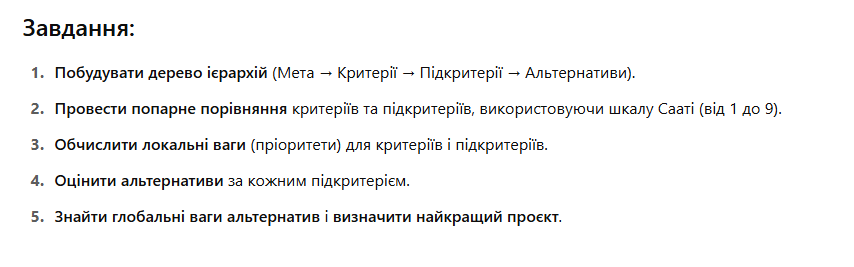 Завдання:
1. Побудувати дерево ієрархій (Мета → Критерії → Підкритерії → Альтернативи).
2. Провести попарне порівняння критеріїв та підкритеріїв, використовуючи шкалу Сааті (від 1 до 9).
3. Обчислити локальні ваги (пріоритети) для критеріїв і підкритеріїв.
4. Оцінити альтернативи за кожним підкритерієм.
5. Знайти глобальні ваги альтернатив і визначити найкращий проєкт.